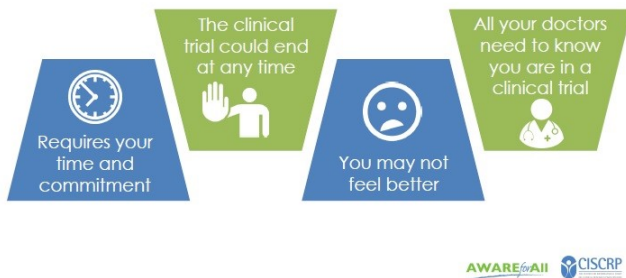 Requires your
time and
commitment
The clinical
trial could end
at any time
You may not
feel better
All your doctors
need to know
you are in a
clinical trial
AWAREforAll
CISCRP